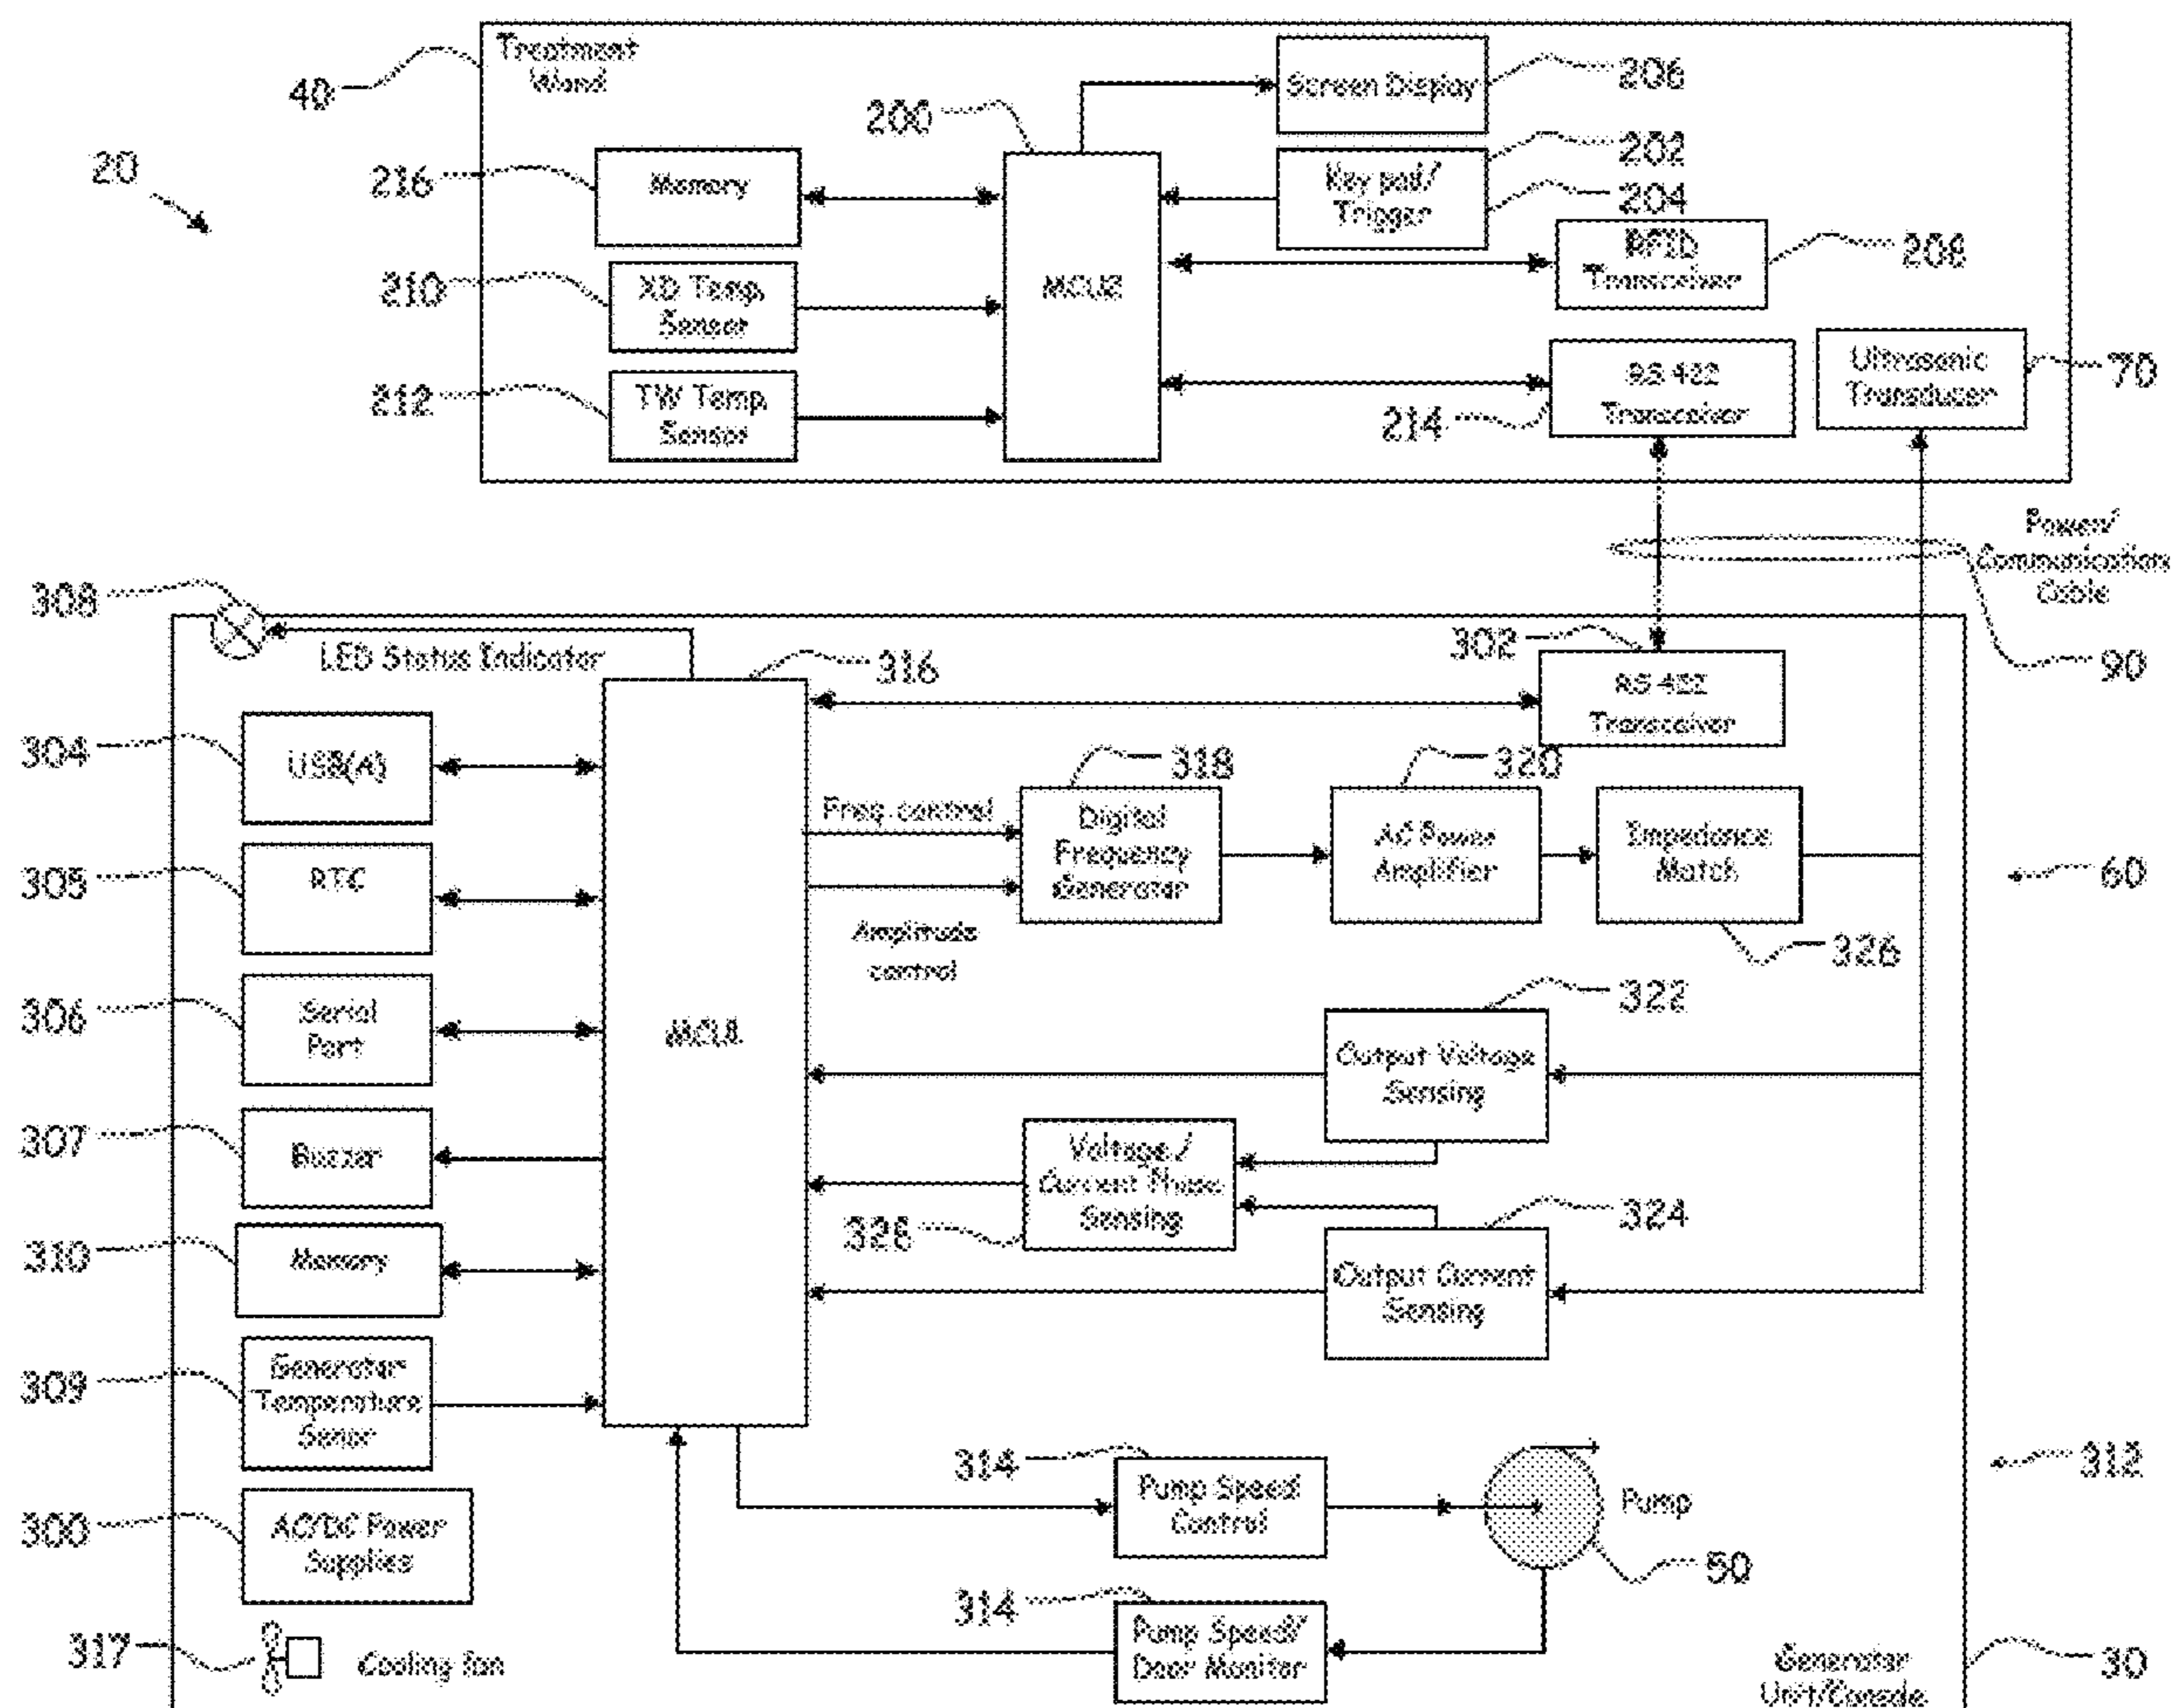 Treatment
Wand
40
20
206
Screen Display
200
202
Key pad/
Trigger
204
216
Memory
RFID
Transceiver
208
210
XD Temp.
Sensor
MCU2
212
TW Temp.
Sensor
RS 422
Transceiver
214
Ultrasonic
Transducer
70
Power/
Communication
Cable
90
308
LED Status Indicator
316
302
RS 422
Transceiver
304
USB(A)
318
320
Freq. control
Digital
Frequency
Generator
AC Power
Amplifier
Impedance
Match
60
305
RTC
Amplitude
control
326
306
Serial
Port
MCU1
322
Output Voltage
Sensing
307
Buzzer
Voltage/
Current Phase
Sensing
324
310
Memory
Output Current
Sensing
309
Generator
Temperature
Senor
314
Pump Speed
Control
Pump
50
312
300
AC/DC Power
Supplies
314
Pump Speed/
Door Monitor
317
Cooling fan
Generator
Unit/Console
30